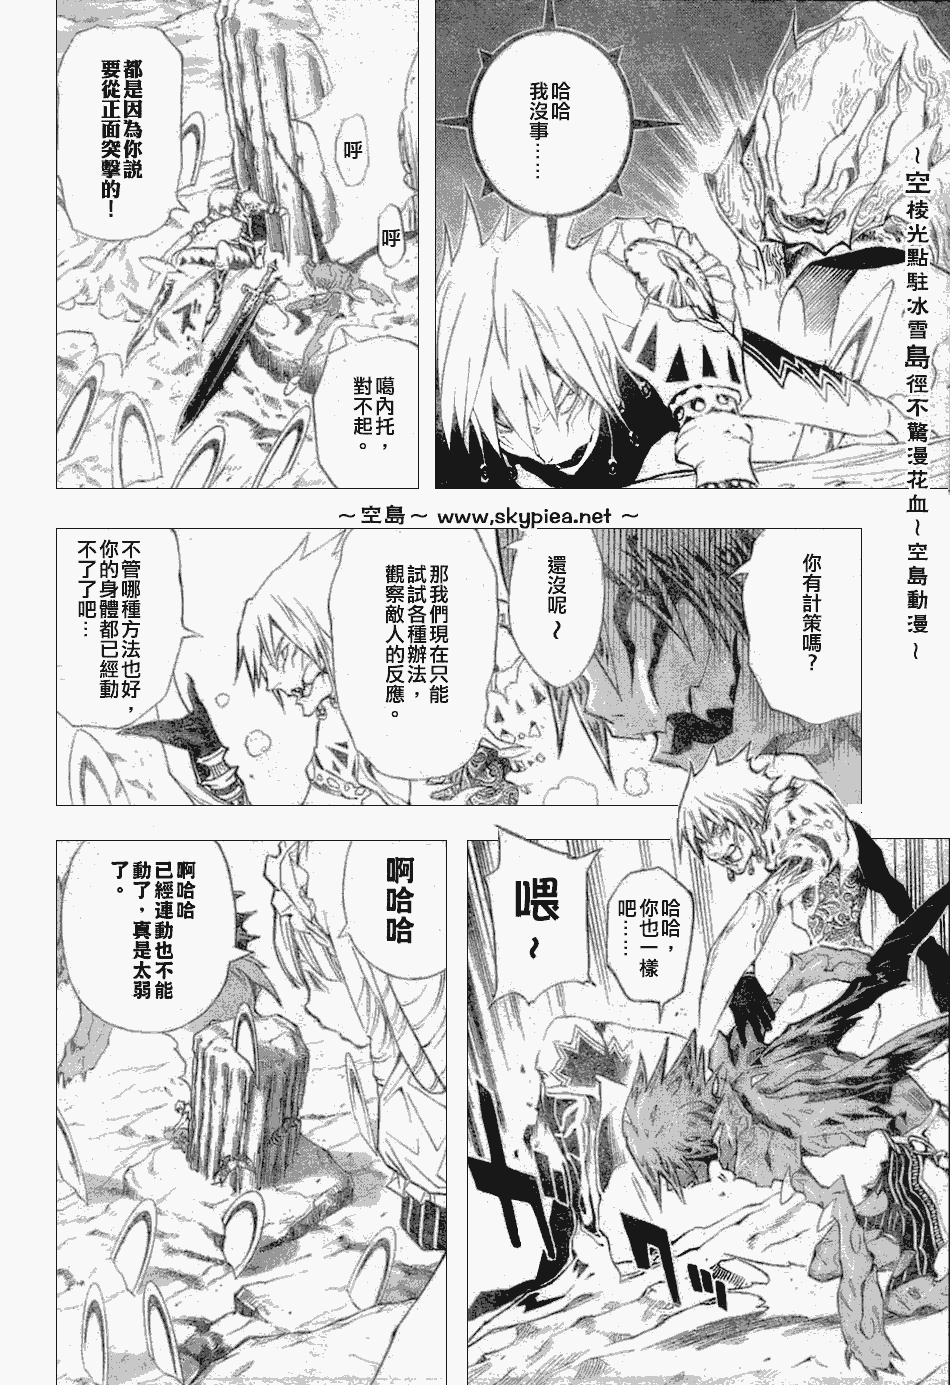 哈哈
我沒事……
呼
呼
都是因為你說
要從正面突擊的！
噶內托，
對不起。
～空棱光點駐冰雪島徑不驚漫花血～空島動漫～
～空島～ www.skypiea.net ～
你有計策嗎？
還沒呢～
那我們現在只能
試試各種辦法，
觀察敵人的反應。
不管哪種方法也好，
你的身體都已經動
不了了吧…
哈哈，
你也一樣
吧……
喂～
ガクッ
啊哈哈
啊哈哈
已經連動也不能
動了，真是太弱
了。